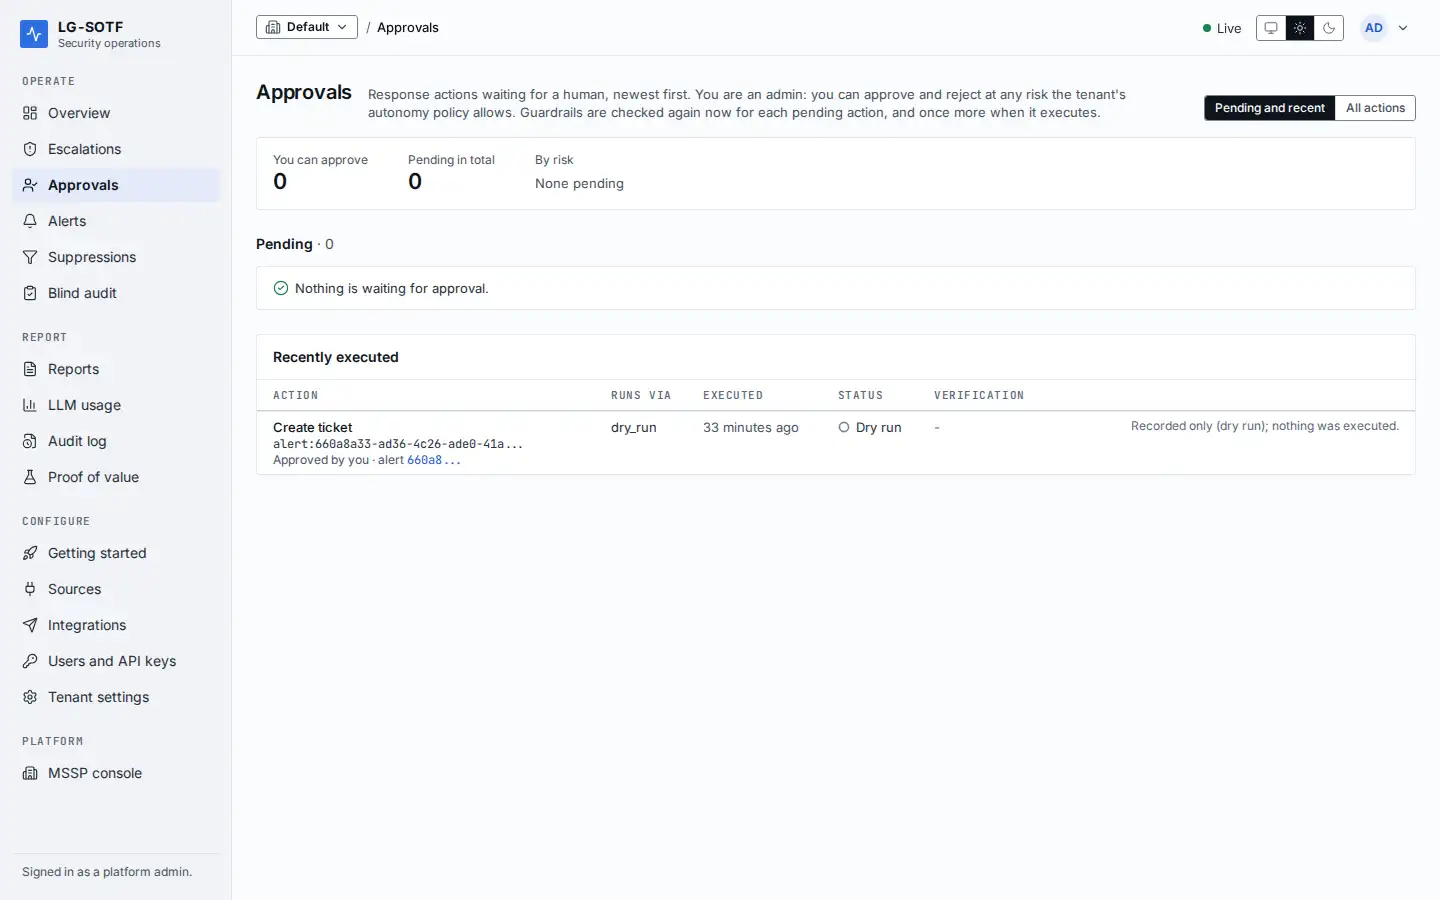 LG-SOTF
Security operations
OPERATE
Overview
Escalations
Approvals
Alerts
Suppressions
Blind audit
REPORT
Reports
LLM usage
Audit log
Proof of value
CONFIGURE
Getting started
Sources
Integrations
Users and API keys
Tenant settings
PLATFORM
MSSP console
Signed in as a platform admin.
Default / Approvals
Live
AD
Approvals
Response actions waiting for a human, newest first. You are an admin: you can approve and reject at any risk the tenant's
autonomy policy allows. Guardrails are checked again now for each pending action, and once more when it executes.
Pending and recent All actions
You can approve Pending in total By risk
0 0 None pending
Pending · 0
Nothing is waiting for approval.
Recently executed
ACTION RUNS VIA EXECUTED STATUS VERIFICATION
Create ticket dry_run 33 minutes ago Dry run - Recorded only (dry run); nothing was executed.
alert:660a8a33-ad36-4c26-ade0-41a...
Approved by you · alert 660a8...